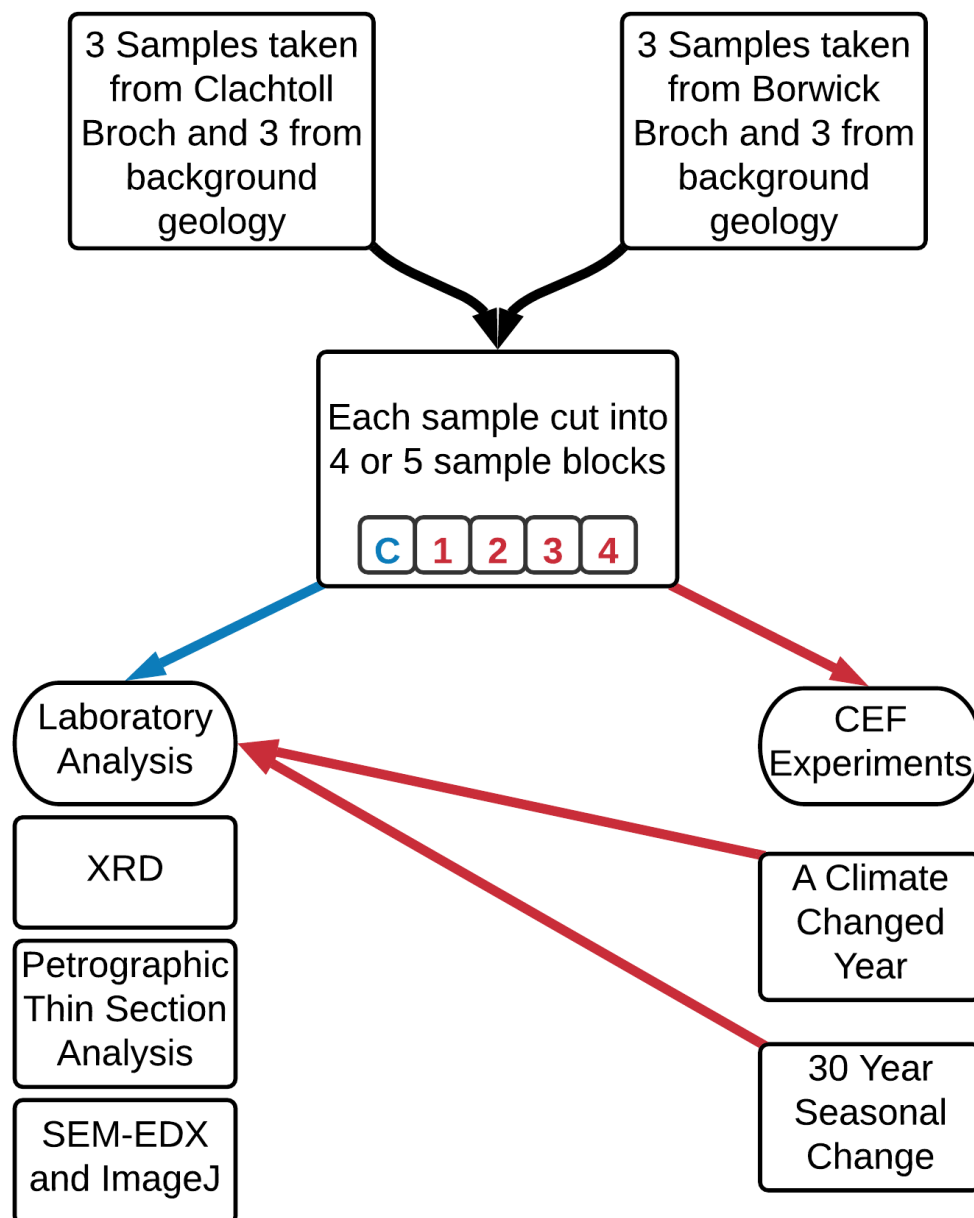 3 Samples taken
from Clachtoll
Broch and 3 from
background
geology
3 Samples taken
from Borwick
Broch and 3 from
background
geology
Each sample cut into
4 or 5 sample blocks
C 1 2 3 4
Laboratory
Analysis
XRD
Petrographic
Thin Section
Analysis
SEM-EDX
and ImageJ
CEF
Experiments
A Climate
Changed
Year
30 Year
Seasonal
Change